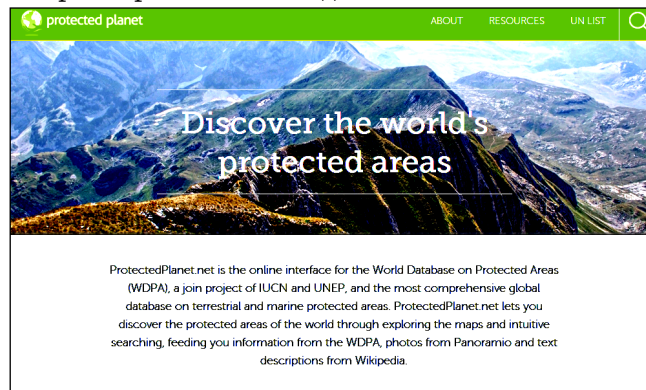 protected planet
ABOUT RESOURCES UN LIST
Discover the world's
protected areas
ProtectedPlanet.net is the online interface for the World Database on Protected Areas
(WDPA), a join project of IUCN and UNEP, and the most comprehensive global
database on terrestrial and marine protected areas. ProtectedPlanet.net lets you
discover the protected areas of the world through exploring the maps and intuitive
searching, feeding you information from the WDPA, photos from Panoramio and text
descriptions from Wikipedia.